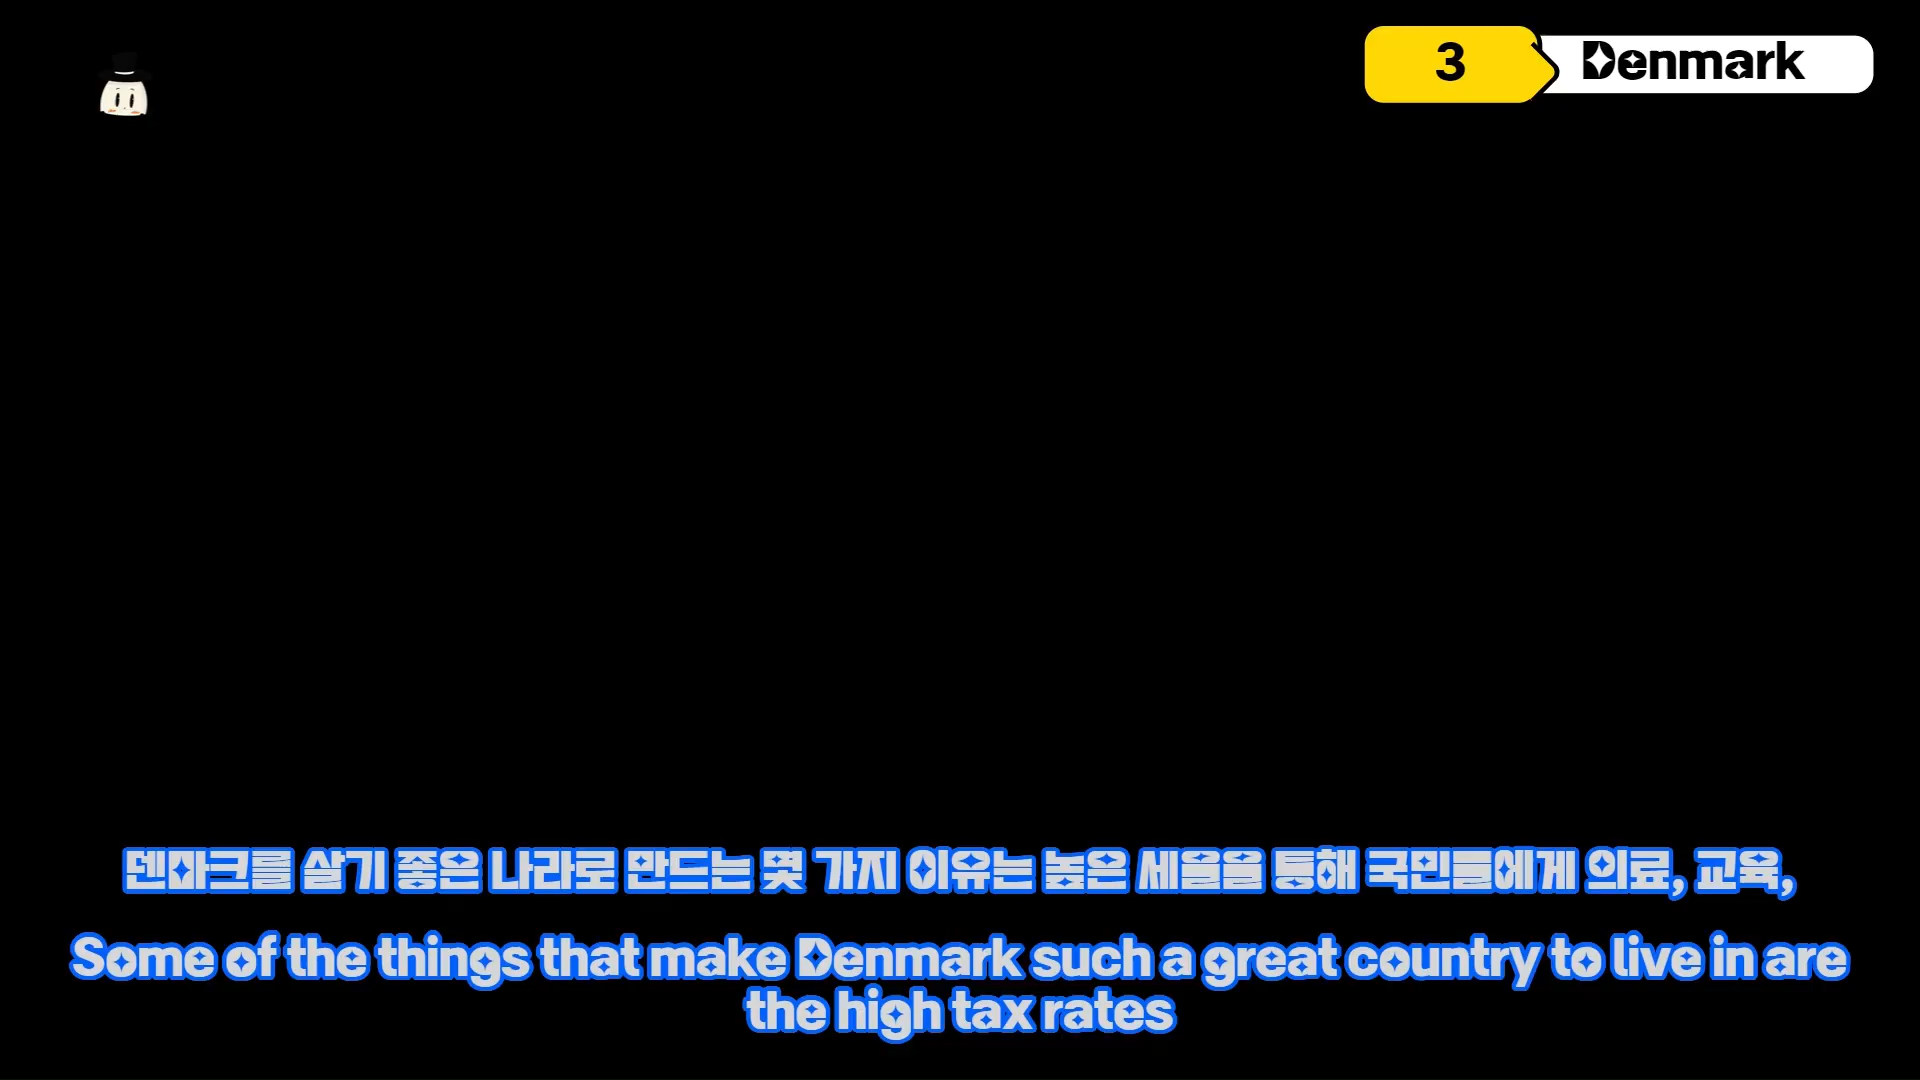 3
Denmark
덴마크를 살기 좋은 나라로 만드는 몇 가지 이유는 높은 세율을 통해 국민들에게 의료, 교육,
Some of the things that make Denmark such a great country to live in are
the high tax rates